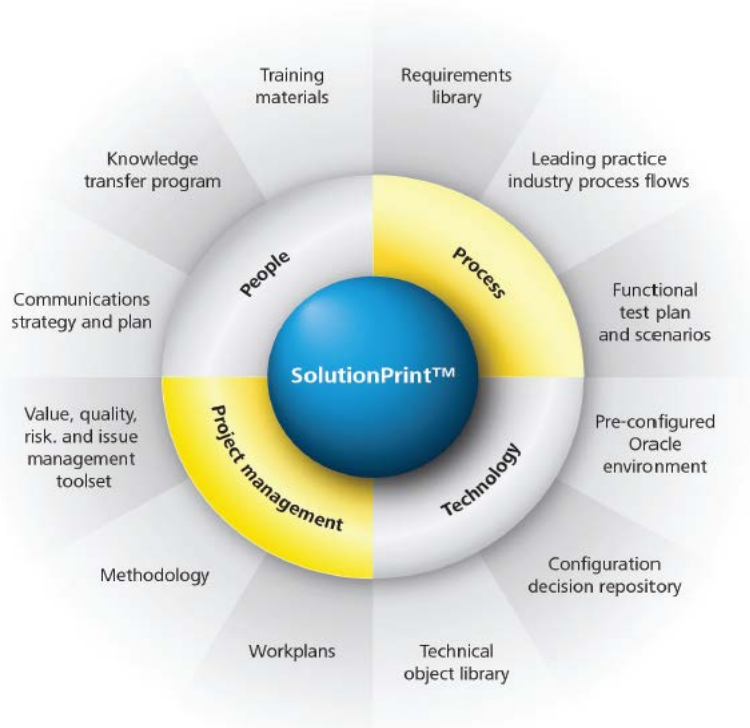 Training
materials
Requirements
library
Knowledge
transfer program
Leading practice
industry process flows
People
Process
Communications
strategy and plan
Functional
test plan
and scenarios
SolutionPrint™
Value, quality,
risk. and issue
management
toolset
Pre-configured
Oracle
environment
Project management
Technology
Methodology
Configuration
decision repository
Workplans
Technical
object library